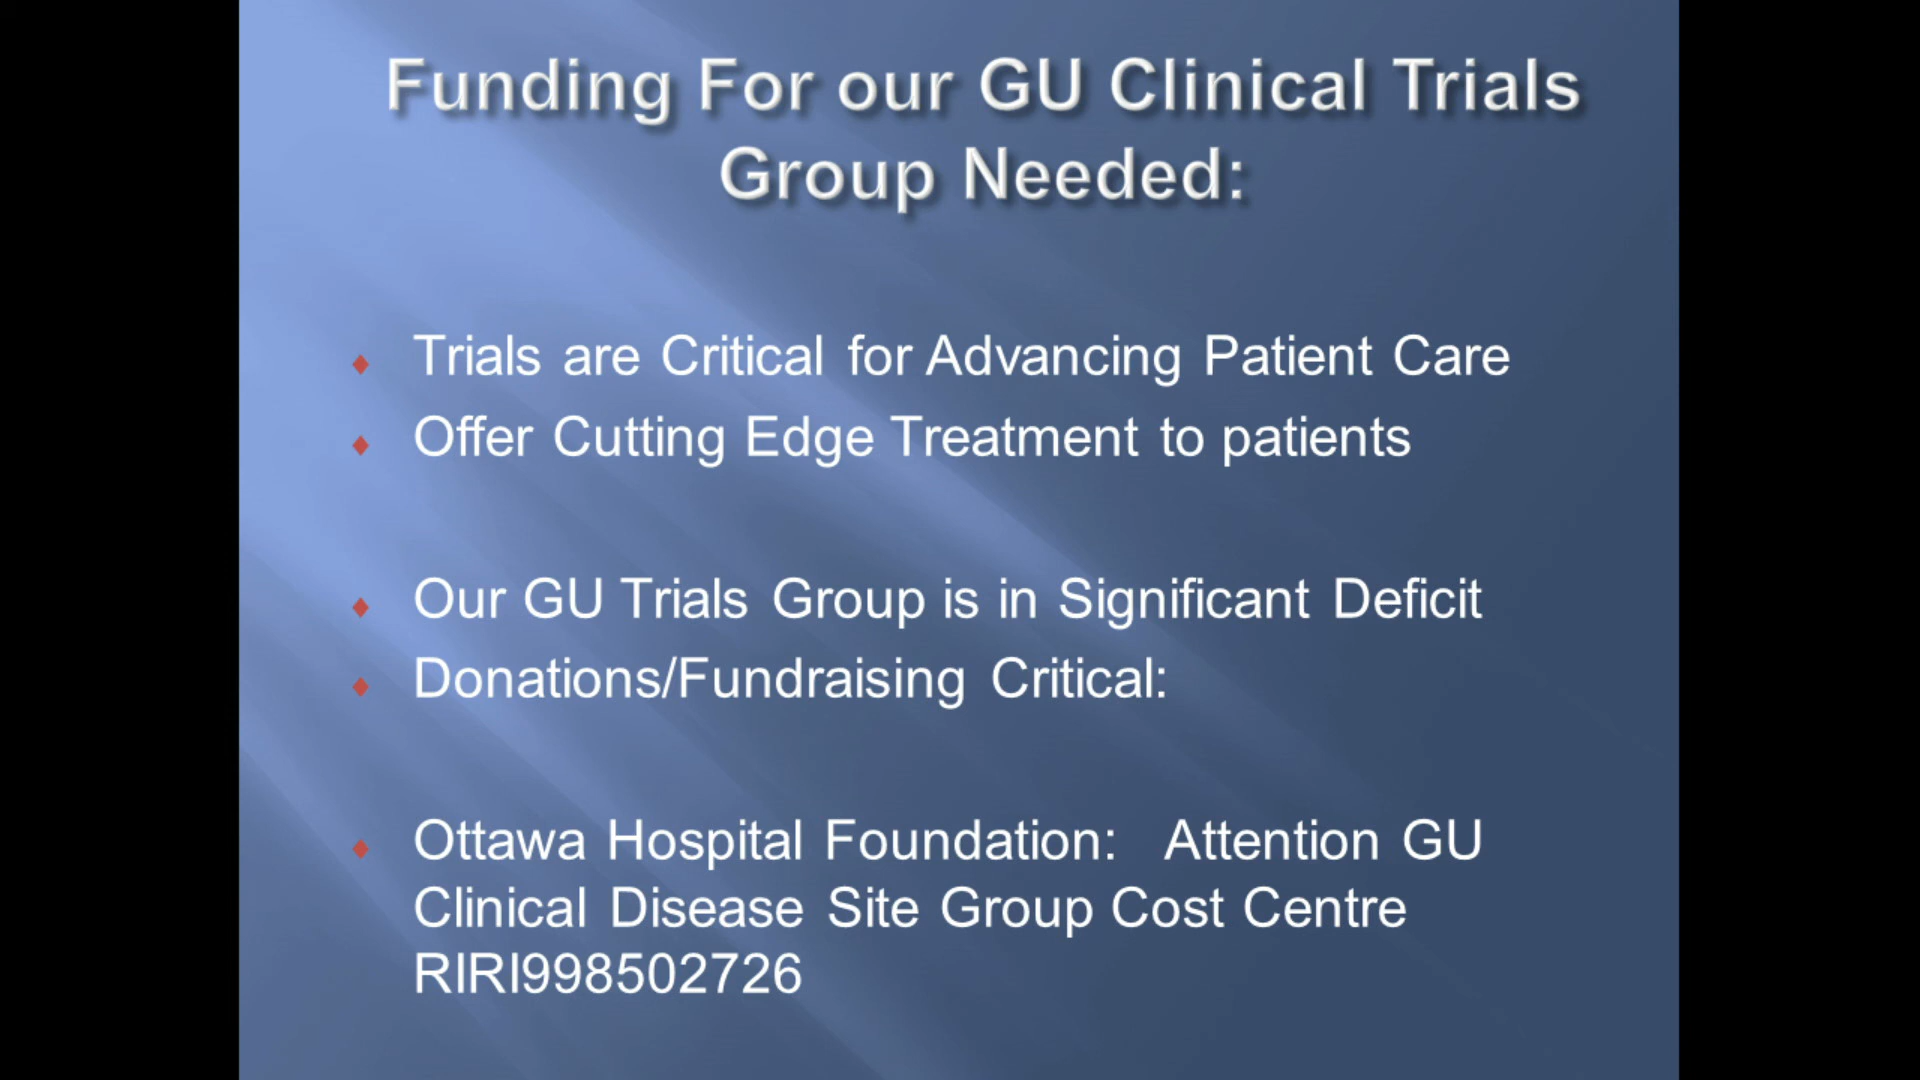 Funding For our GU Clinical Trials
Group Needed:
Trials are Critical for Advancing Patient Care
Offer Cutting Edge Treatment to patients
Our GU Trials Group is in Significant Deficit
Donations/Fundraising Critical:
Ottawa Hospital Foundation: Attention GU
Clinical Disease Site Group Cost Centre
RIRI998502726